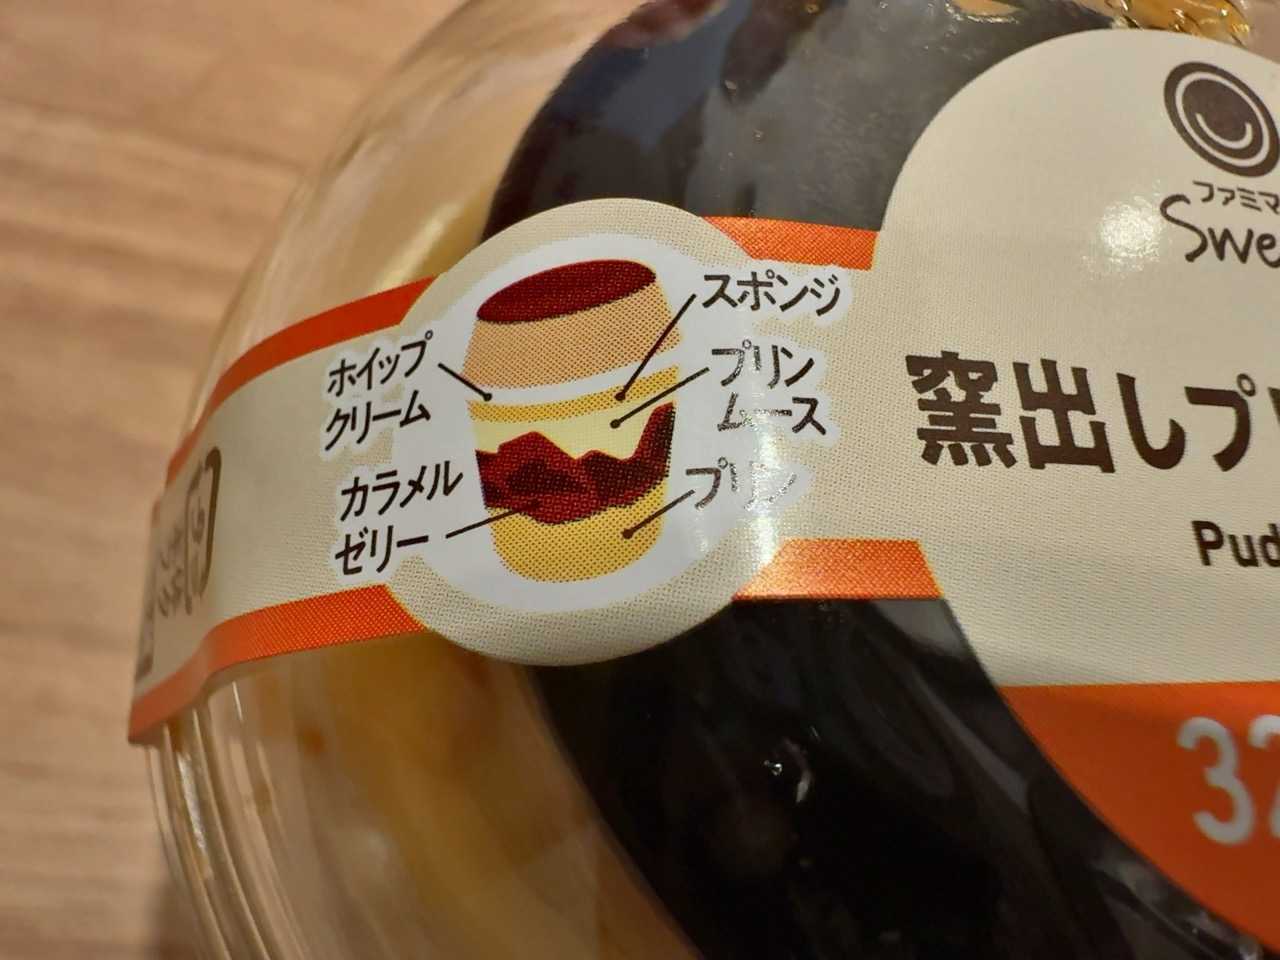 ファミマ
Swe
スポンジ
ホイップ
クリーム
プリン
ムース
カラメル
ゼリー
プリン
窯出しプリ
Pud
32